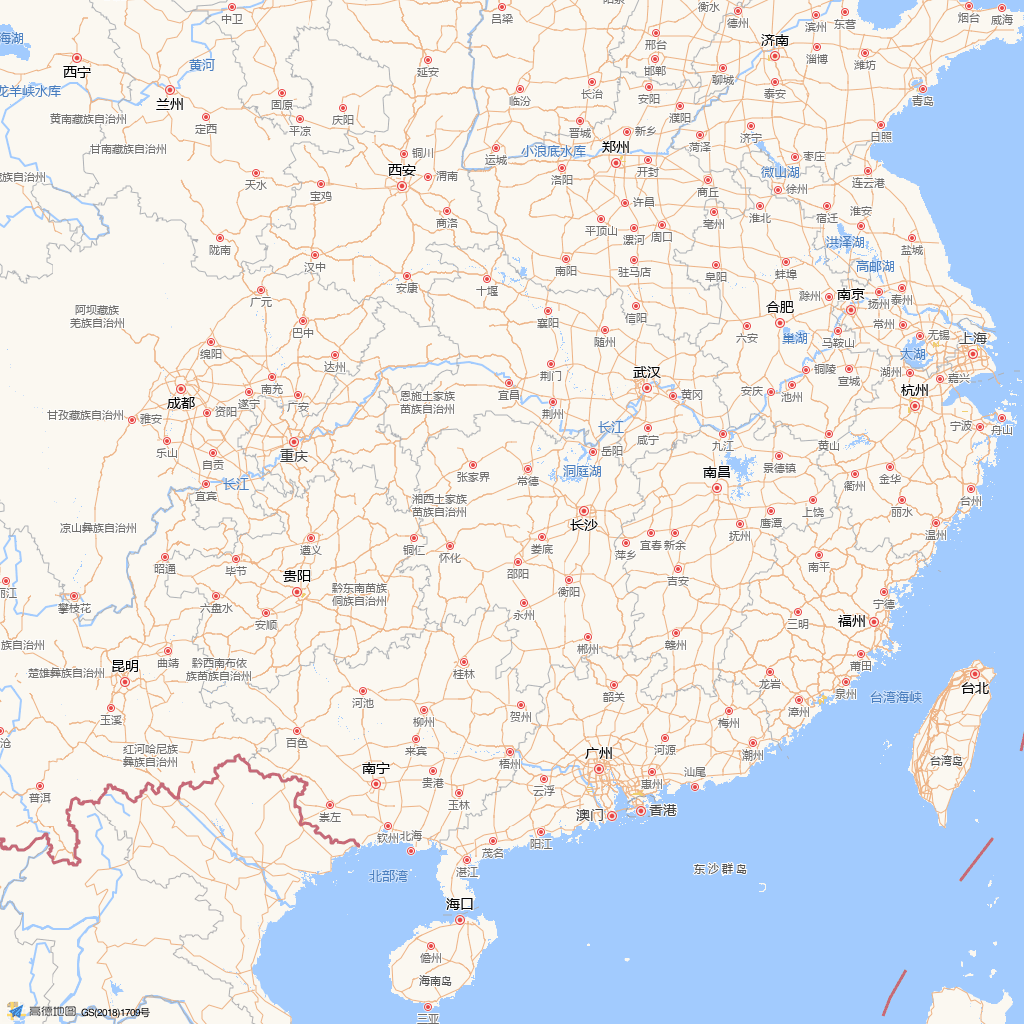 中卫
吕梁
衡水
德州
滨州
东营
烟台
威海
海湖
西宁
黄河
延安
邢台
济南
淄博
潍坊
邯郸
聊城
龙羊峡水库
兰州
固原
庆阳
临汾
长治
安阳
泰安
青岛
黄南藏族自治州
定西
平凉
晋城
新乡
濮阳
菏泽
济宁
日照
甘南藏族自治州
铜川
运城
小浪底水库
郑州
枣庄
藏族自治州
天水
宝鸡
西安
渭南
洛阳
开封
微山湖
徐州
连云港
商洛
许昌
商丘
亳州
淮北
宿迁
淮安
陇南
平顶山
漯河
周口
洪泽湖
盐城
汉中
安康
十堰
南阳
驻马店
阜阳
蚌埠
高邮湖
广元
滁州
南京
扬州
泰州
阿坝藏族
羌族自治州
巴中
襄阳
信阳
随州
六安
合肥
巢湖
马鞍山
常州
无锡
上海
绵阳
达州
太湖
成都
南充
遂宁
广安
恩施土家族
苗族自治州
宜昌
荆门
荆州
武汉
黄冈
安庆
铜陵
池州
宣城
湖州
嘉兴
杭州
甘孜藏族自治州
雅安
资阳
乐山
自贡
重庆
长江
咸宁
岳阳
九江
黄山
宁波
舟山
宜宾
长江
张家界
常德
洞庭湖
南昌
景德镇
衢州
金华
台州
湘西土家族
苗族自治州
长沙
上饶
丽水
凉山彝族自治州
遵义
铜仁
怀化
娄底
萍乡
宜春
新余
抚州
鹰潭
温州
昭通
毕节
贵阳
邵阳
衡阳
吉安
南平
丽江
攀枝花
六盘水
安顺
黔东南苗族
侗族自治州
永州
三明
宁德
福州
族自治州
昆明
曲靖
黔西南布依
族苗族自治州
桂林
郴州
赣州
莆田
楚雄彝族自治州
玉溪
河池
韶关
龙岩
泉州
台湾海峡
台北
柳州
贺州
梅州
漳州
沧
红河哈尼族
彝族自治州
百色
来宾
梧州
广州
河源
潮州
台湾岛
普洱
南宁
贵港
云浮
惠州
汕尾
崇左
玉林
澳门
香港
钦州
北海
茂名
阳江
北部湾
湛江
东沙群岛
海口
儋州
海南岛
三亚
高德地图
GS(2018)1709号